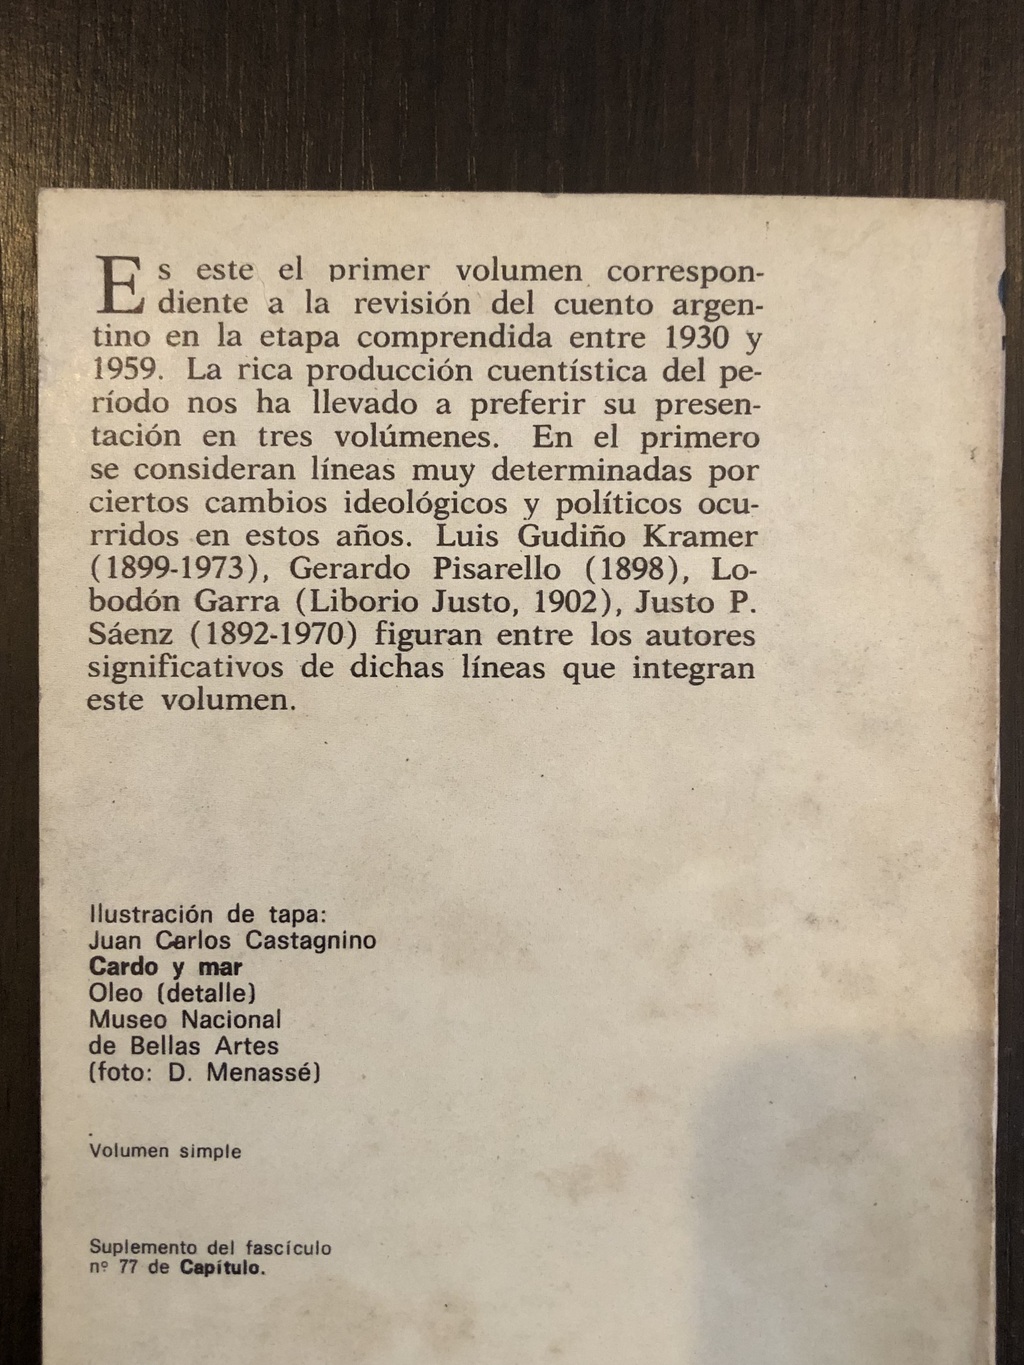 Es este el primer volumen correspon-
diente a la revisión del cuento argen-
tino en la etapa comprendida entre 1930 y
1959. La rica producción cuentística del pe-
ríodo nos ha llevado a preferir su presen-
tación en tres volúmenes. En el primero
se consideran líneas muy determinadas por
ciertos cambios ideológicos y políticos ocu-
rridos en estos años. Luis Gudiño Kramer
(1899-1973), Gerardo Pisarello (1898), Lo-
bodón Garra (Liborio Justo, 1902), Justo P.
Sáenz (1892-1970) figuran entre los autores
significativos de dichas líneas que integran
este volumen.
Ilustración de tapa:
Juan Carlos Castagnino
Cardo y mar
Oleo (detalle)
Museo Nacional
de Bellas Artes
(foto: D. Menassé)
Volumen simple
Suplemento del fascículo
nº 77 de Capítulo.